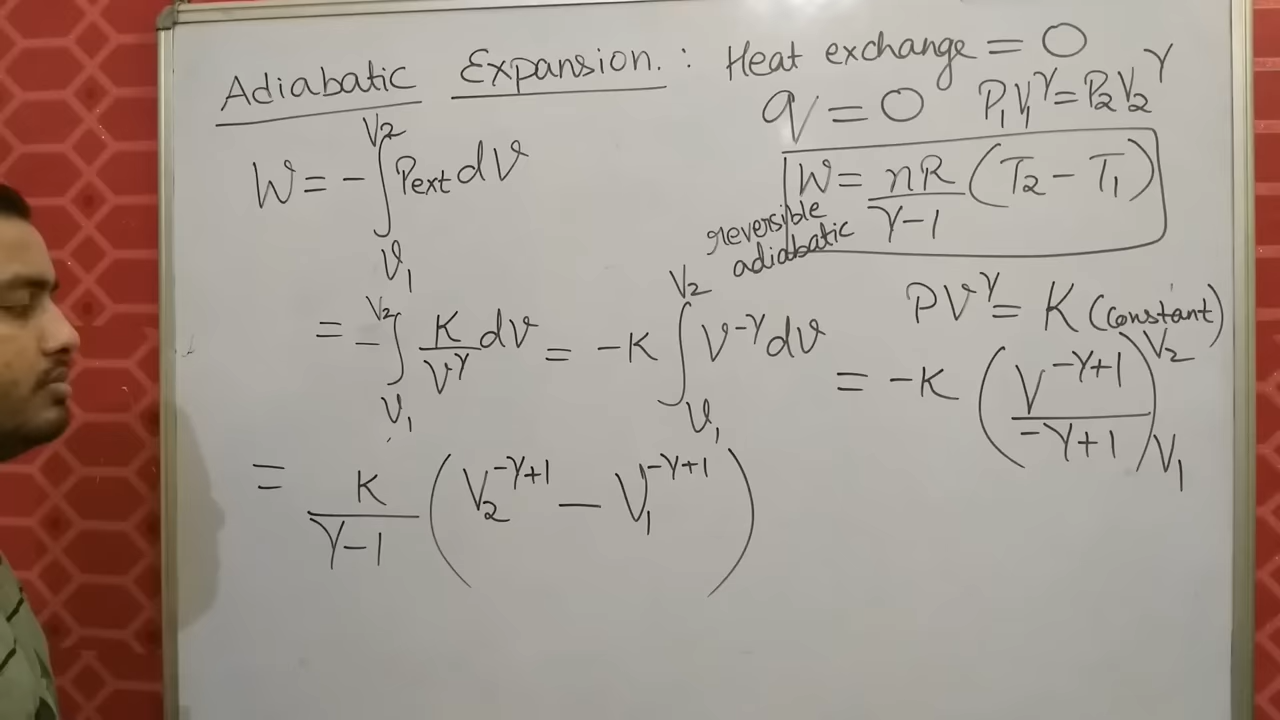 Adiabatic Expansion. : Heat exchange = 0
q = 0 P₁V₁^γ = P₂V₂^γ
W = -∫_{V₁}^{V₂} P_ext dV
W = nR/(γ-1) (T₂ - T₁)
reversible
adiabatic
PV^γ = K (constant)
= -∫_{V₁}^{V₂} K/V^γ dV = -K ∫_{V₁}^{V₂} V^{-γ} dV = -K (V^{-γ+1}/(-γ+1))_{V₁}^{V₂}
= K/(γ-1) (V₂^{-γ+1} - V₁^{-γ+1})